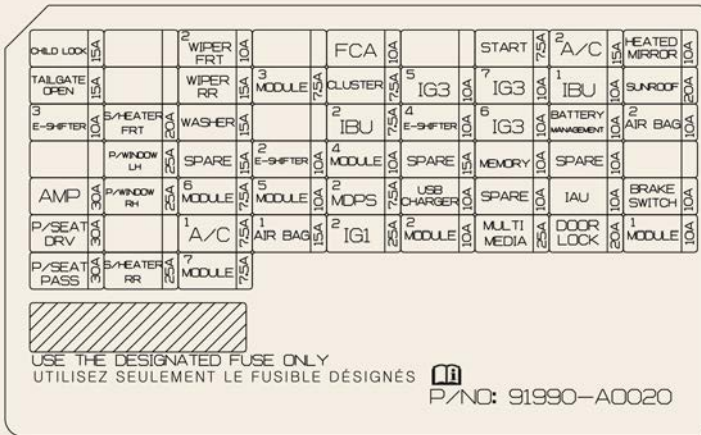 CHILD LOCK 15A 2 WIPER FRT 10A FCA 10A START 7.5A 2 A/C 15A HEATED MIRROR 10A
TAILGATE OPEN 15A WIPER RR 15A 3 MODULE 7.5A CLUSTER 7.5A 5 IG3 10A 7 IG3 10A 1 IBU 10A SUNROOF 20A
3 E-SHIFTER 10A S/HEATER FRT 20A WASHER 15A 2 IBU 7.5A 4 E-SHIFTER 10A 6 IG3 10A BATTERY MANAGEMENT 10A 2 AIR BAG 10A
P/WINDOW LH 25A SPARE 15A 2 E-SHIFTER 10A 4 MODULE 10A SPARE 15A MEMORY 10A SPARE 10A
AMP 30A P/WINDOW RH 25A 6 MODULE 7.5A 5 MODULE 10A 2 MDPS 7.5A USB CHARGER 10A SPARE 10A IAU 10A BRAKE SWITCH 10A
P/SEAT DRV 30A 1 A/C 7.5A 1 AIR BAG 15A 2 IG1 25A 2 MODULE 10A MULTI MEDIA 25A DOOR LOCK 20A 1 MODULE 10A
P/SEAT PASS 30A S/HEATER RR 25A 7 MODULE 7.5A
USE THE DESIGNATED FUSE ONLY
UTILISEZ SEULEMENT LE FUSIBLE DÉSIGNÉS
P/NO: 91990-A0020